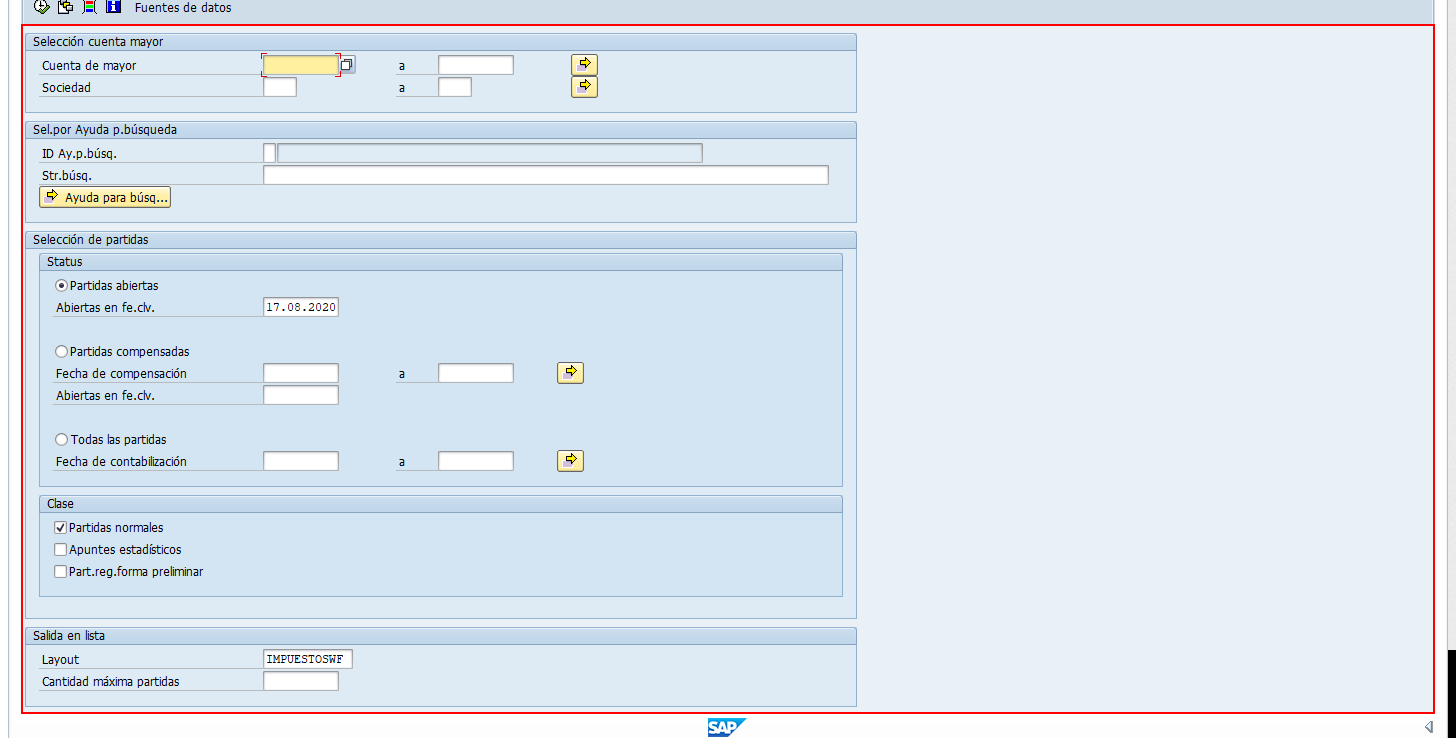 Fuentes de datos
Selección cuenta mayor
Cuenta de mayor a
Sociedad a
Sel.por Ayuda p.búsqueda
ID Ay.p.búsq.
Str.búsq.
Ayuda para búsq...
Selección de partidas
Status
Partidas abiertas
Abiertas en fe.clv. 17.08.2020
Partidas compensadas
Fecha de compensación a
Abiertas en fe.clv.
Todas las partidas
Fecha de contabilización a
Clase
Partidas normales
Apuntes estadísticos
Part.reg.forma preliminar
Salida en lista
Layout IMPUESTOSWF
Cantidad máxima partidas
SAP